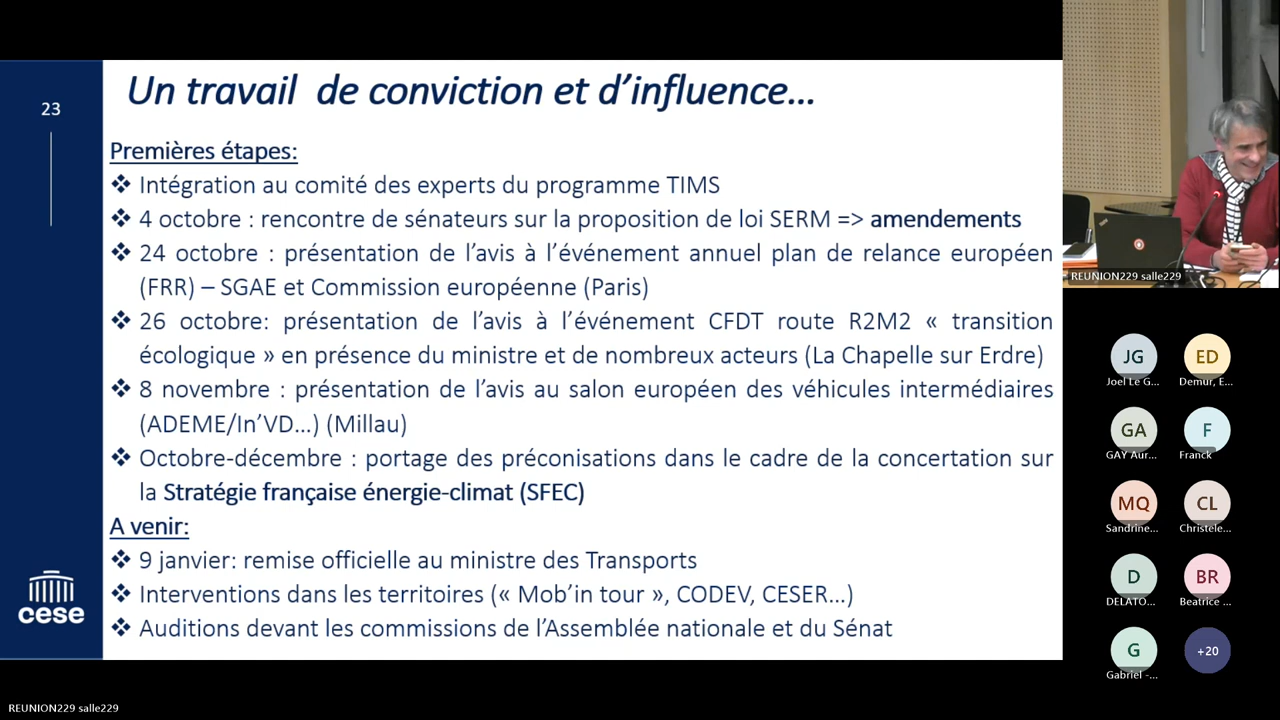 23
Un travail de conviction et d’influence…
Premières étapes:
❖ Intégration au comité des experts du programme TIMS
❖ 4 octobre : rencontre de sénateurs sur la proposition de loi SERM => amendements
❖ 24 octobre : présentation de l’avis à l’événement annuel plan de relance européen
(FRR) – SGAE et Commission européenne (Paris)
❖ 26 octobre: présentation de l’avis à l’événement CFDT route R2M2 « transition
écologique » en présence du ministre et de nombreux acteurs (La Chapelle sur Erdre)
❖ 8 novembre : présentation de l’avis au salon européen des véhicules intermédiaires
(ADEME/In’VD…) (Millau)
❖ Octobre-décembre : portage des préconisations dans le cadre de la concertation sur
la Stratégie française énergie-climat (SFEC)
A venir:
❖ 9 janvier: remise officielle au ministre des Transports
❖ Interventions dans les territoires (« Mob’in tour », CODEV, CESER…)
❖ Auditions devant les commissions de l’Assemblée nationale et du Sénat
cese
REUNION229 salle229
JG
Joel Le G...
ED
Demur, E...
GA
GAY Aur...
F
Franck
MQ
Sandrine...
CL
Christele...
D
DELATO...
BR
Beatrice ...
G
Gabriel -...
+20
REUNION229 salle229